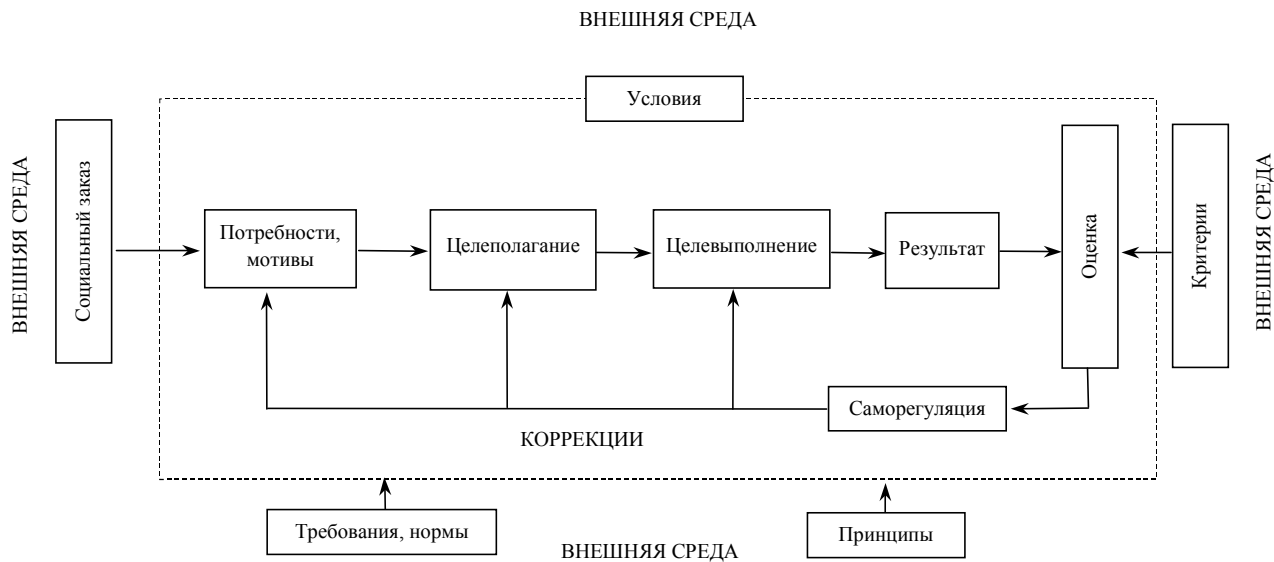 ВНЕШНЯЯ СРЕДА
Условия
ВНЕШНЯЯ СРЕДА
Социальный заказ
Потребности,
мотивы
Целеполагание
Целевыполнение
Результат
Оценка
Критерии
ВНЕШНЯЯ СРЕДА
Саморегуляция
КОРРЕКЦИИ
Требования, нормы
Принципы
ВНЕШНЯЯ СРЕДА